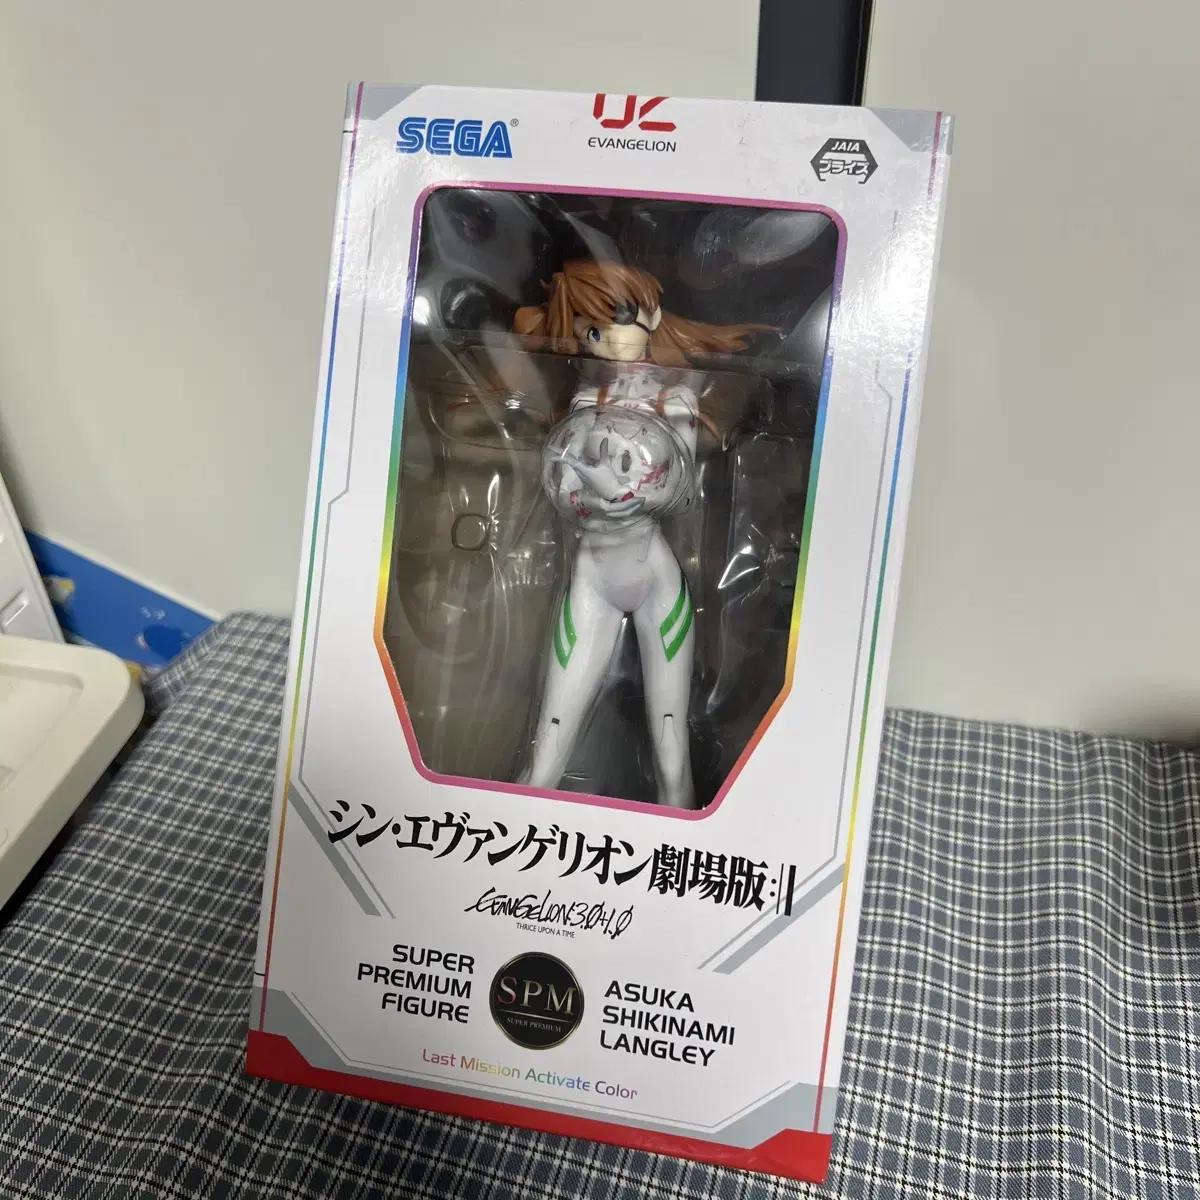 SEGA®
02
EVANGELION
JAIA
プライズ
シン・エヴァンゲリオン劇場版:||
EVANGELION:3.0+1.0
THRICE UPON A TIME
SUPER
PREMIUM
FIGURE
SPM
SUPER PREMIUM
ASUKA
SHIKINAMI
LANGLEY
Last Mission Activate Color